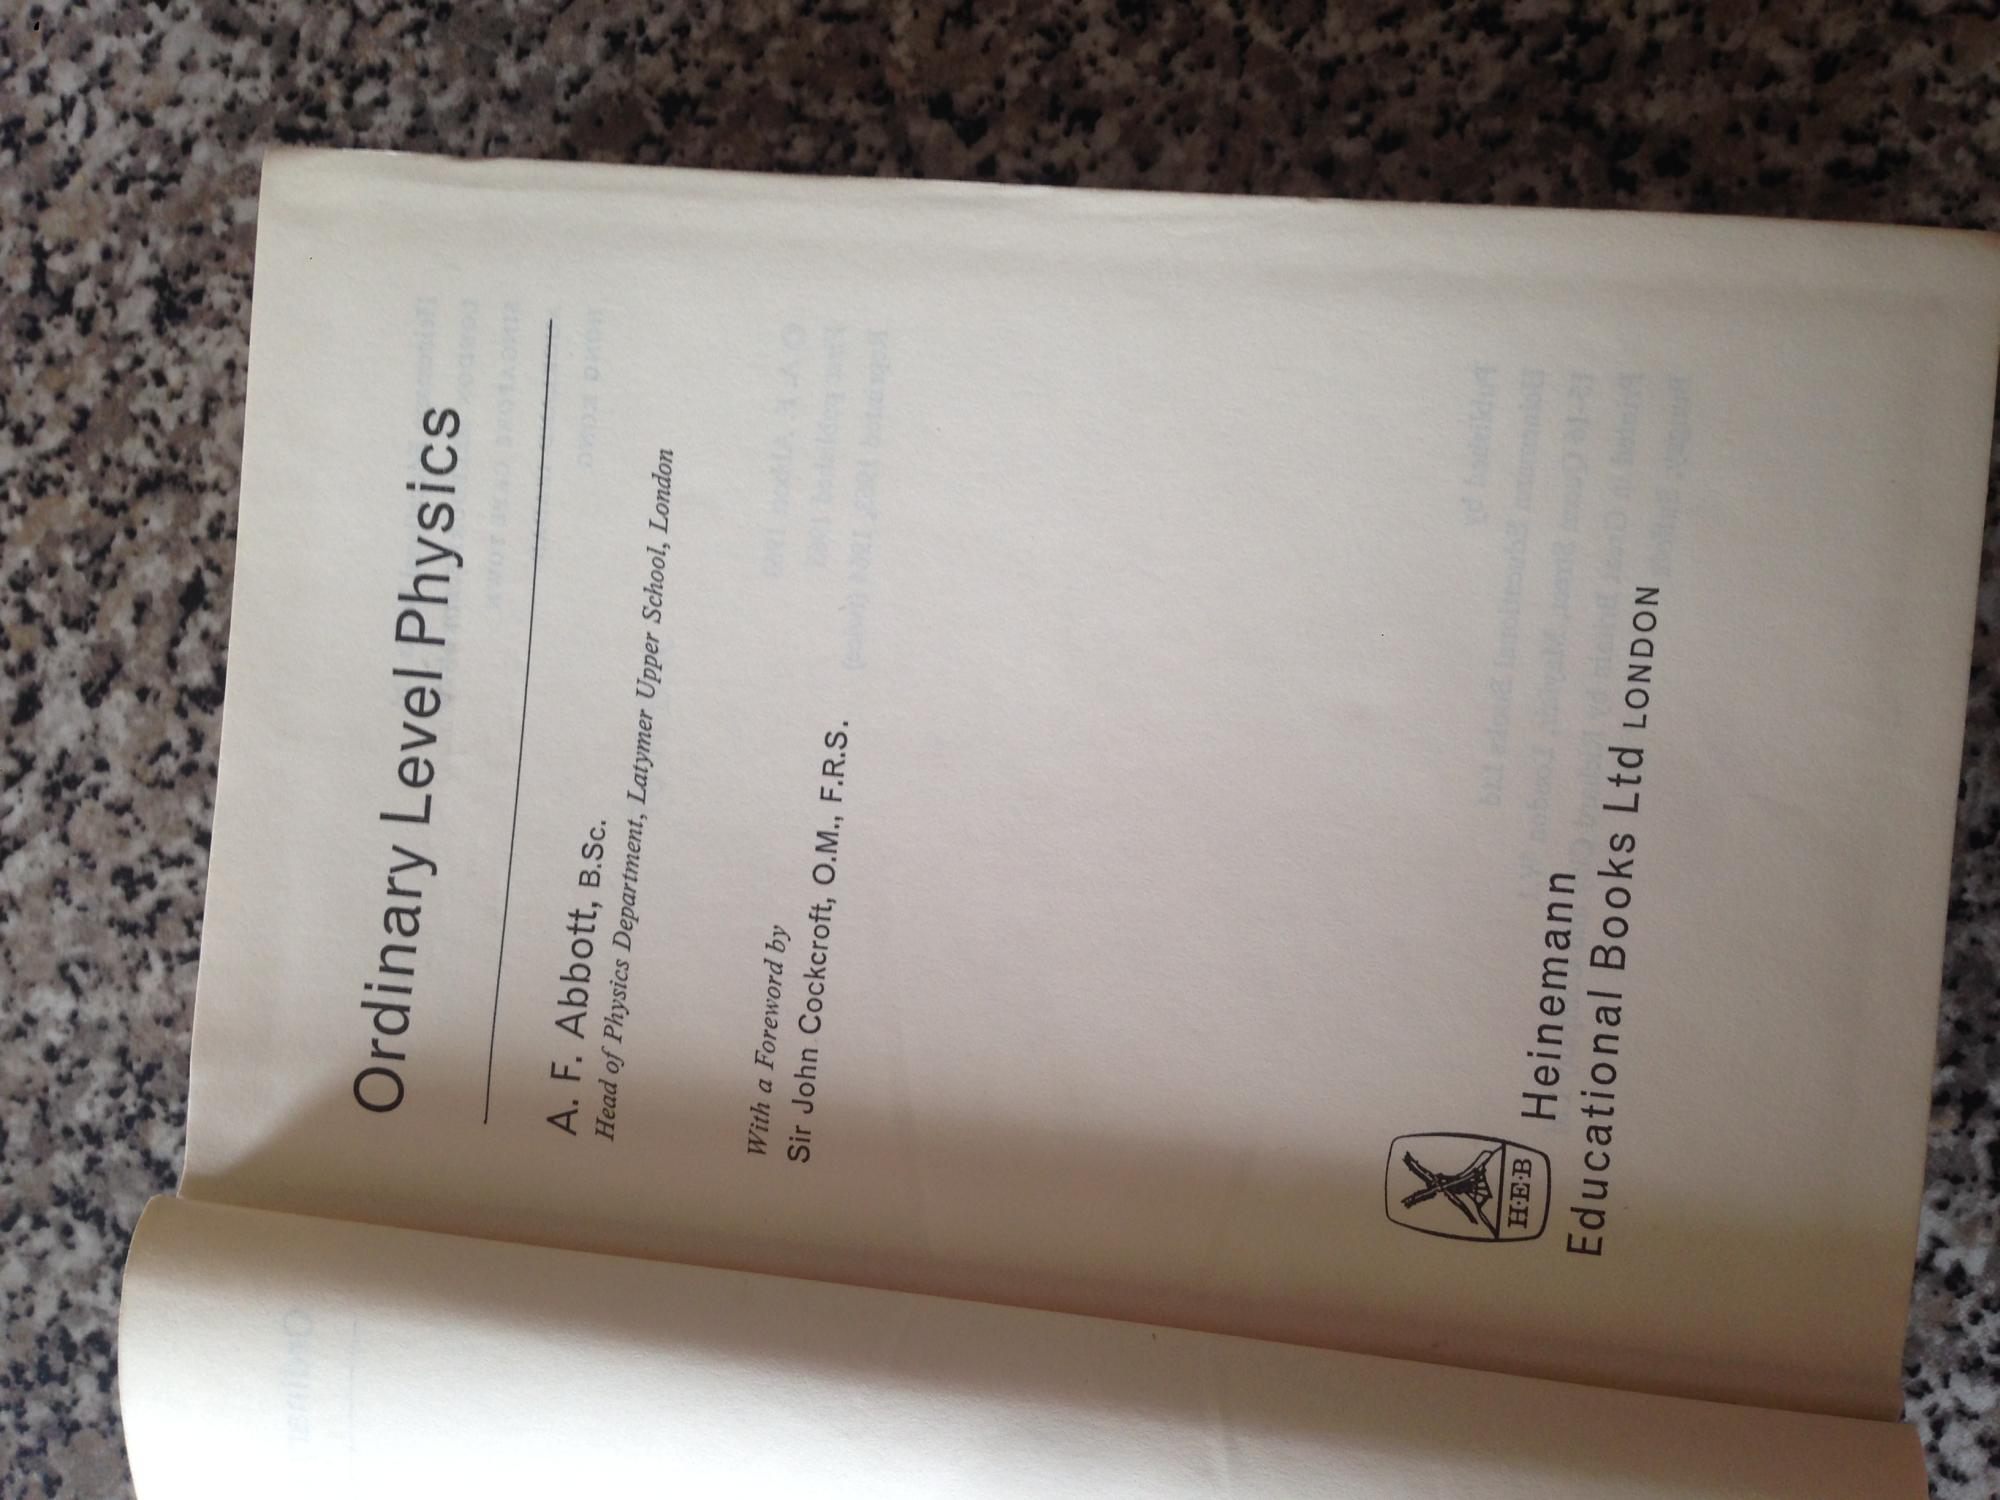 Ordinary Level Physics
A. F. Abbott, B.Sc.
Head of Physics Department, Latymer Upper School, London
With a Foreword by
Sir John Cockcroft, O.M., F.R.S.
H·E·B
Heinemann
Educational Books Ltd LONDON